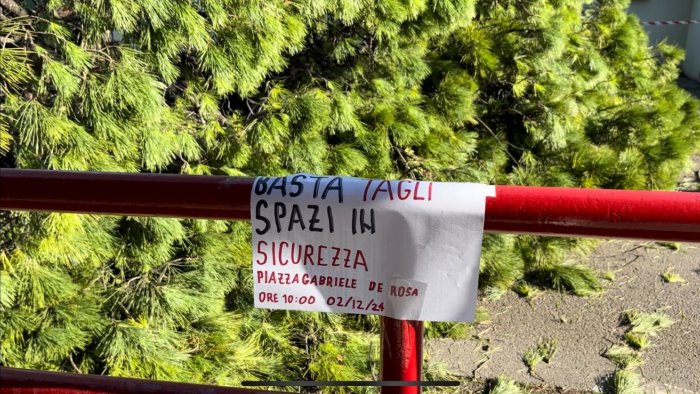 BASTA TAGLI
SPAZI IN
SICUREZZA
PIAZZA GABRIELE DE ROSA
ORE 10:00 02/12/24